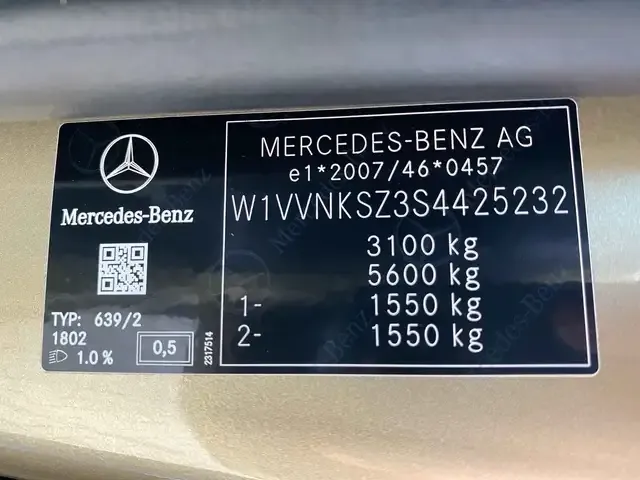 Mercedes-Benz
TYP: 639/2
1802
1.0 %
0,5
2317514
MERCEDES-BENZ AG
e1*2007/46*0457
W1VVNKSZ3S4425232
3100 kg
5600 kg
1- 1550 kg
2- 1550 kg